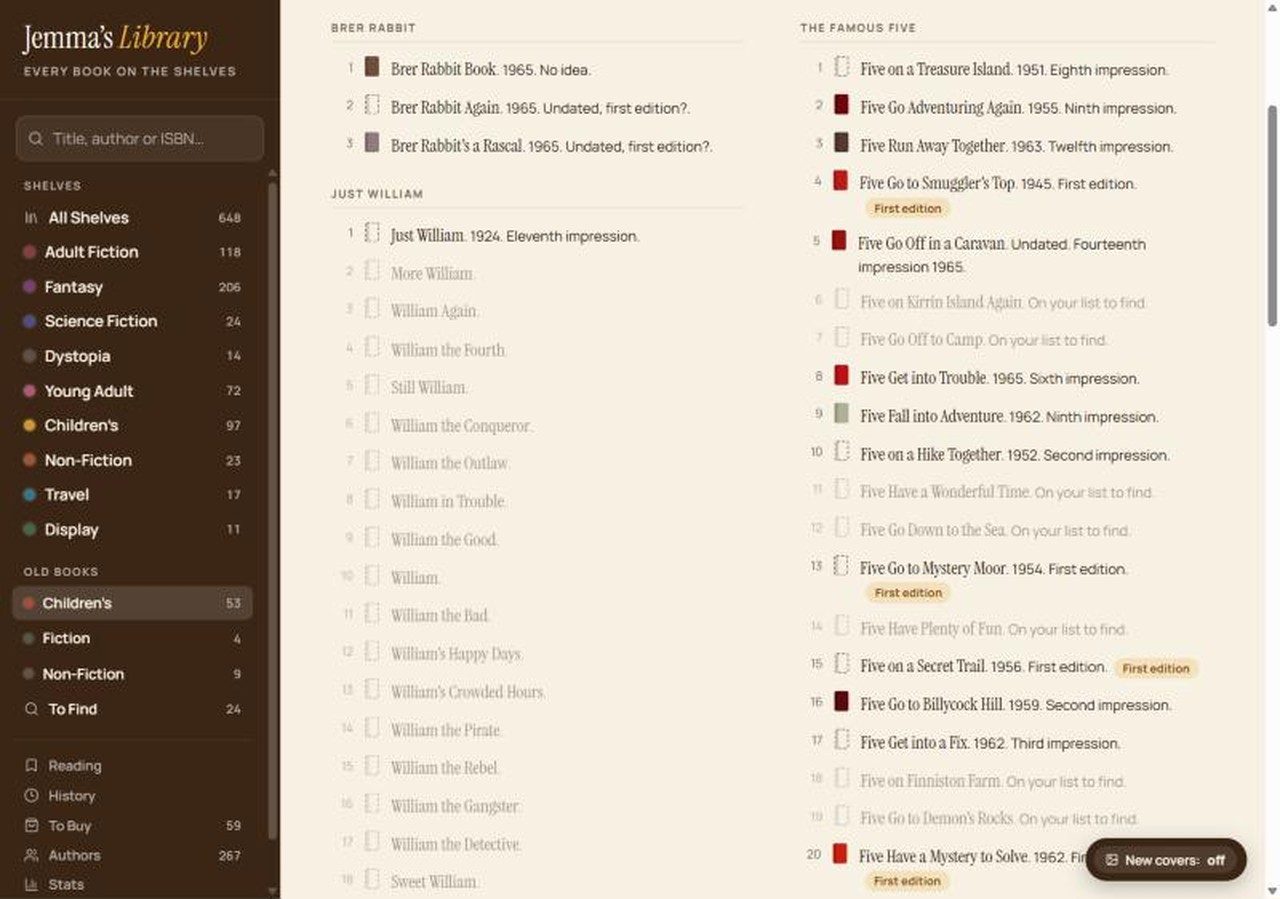 Jemma's Library
EVERY BOOK ON THE SHELVES
Title, author or ISBN...
SHELVES
All Shelves 648
Adult Fiction 118
Fantasy 206
Science Fiction 24
Dystopia 14
Young Adult 72
Children's 97
Non-Fiction 23
Travel 17
Display 11
OLD BOOKS
Children's 53
Fiction 4
Non-Fiction 9
To Find 24
Reading
History
To Buy 59
Authors 267
Stats
BRER RABBIT
1 Brer Rabbit Book. 1965. No idea.
2 Brer Rabbit Again. 1965. Undated, first edition?.
3 Brer Rabbit's a Rascal. 1965. Undated, first edition?.
JUST WILLIAM
1 Just William. 1924. Eleventh impression.
2 More William.
3 William Again.
4 William the Fourth.
5 Still William.
6 William the Conqueror.
7 William the Outlaw.
8 William in Trouble.
9 William the Good.
10 William.
11 William the Bad.
12 William's Happy Days.
13 William's Crowded Hours.
14 William the Pirate.
15 William the Rebel.
16 William the Gangster.
17 William the Detective.
18 Sweet William.
THE FAMOUS FIVE
1 Five on a Treasure Island. 1951. Eighth impression.
2 Five Go Adventuring Again. 1955. Ninth impression.
3 Five Run Away Together. 1963. Twelfth impression.
4 Five Go to Smuggler's Top. 1945. First edition.
First edition
5 Five Go Off in a Caravan. Undated. Fourteenth
impression 1965.
6 Five on Kirrin Island Again. On your list to find.
7 Five Go Off to Camp. On your list to find.
8 Five Get into Trouble. 1965. Sixth impression.
9 Five Fall into Adventure. 1962. Ninth impression.
10 Five on a Hike Together. 1952. Second impression.
11 Five Have a Wonderful Time. On your list to find.
12 Five Go Down to the Sea. On your list to find.
13 Five Go to Mystery Moor. 1954. First edition.
First edition
14 Five Have Plenty of Fun. On your list to find.
15 Five on a Secret Trail. 1956. First edition. First edition
16 Five Go to Billycock Hill. 1959. Second impression.
17 Five Get into a Fix. 1962. Third impression.
18 Five on Finniston Farm. On your list to find.
19 Five Go to Demon's Rocks. On your list to find.
20 Five Have a Mystery to Solve. 1962. Fir
First edition
New covers: off